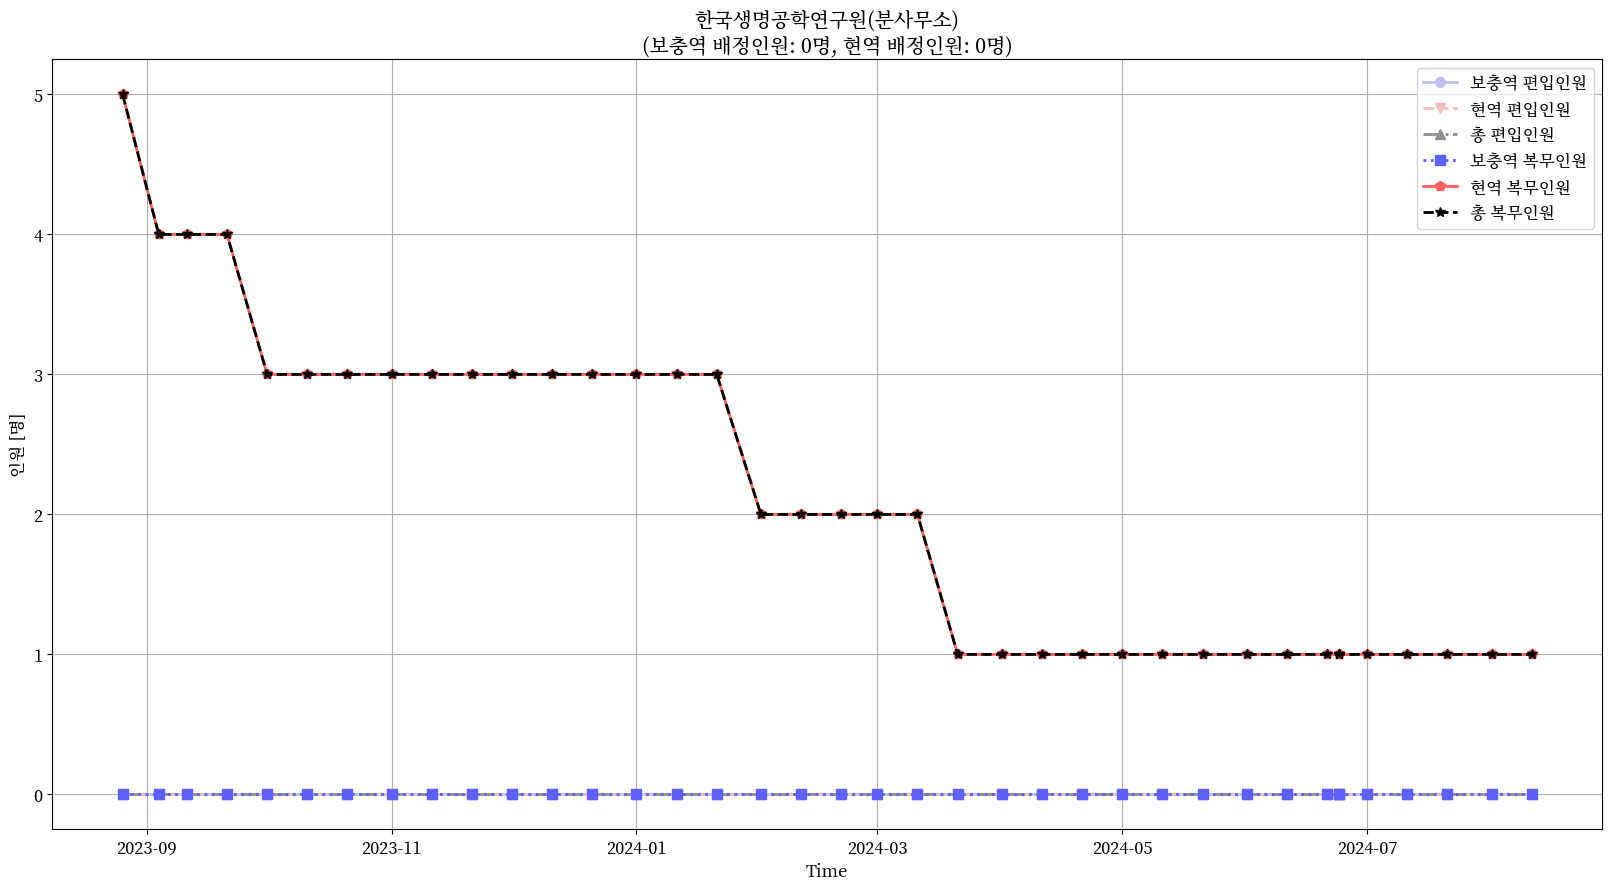 한국생명공학연구원(분사무소)
(보충역 배정인원: 0명, 현역 배정인원: 0명)
보충역 편입인원
현역 편입인원
총 편입인원
보충역 복무인원
현역 복무인원
총 복무인원
인원 [명]
5
4
3
2
1
0
2023-09
2023-11
2024-01
2024-03
2024-05
2024-07
Time